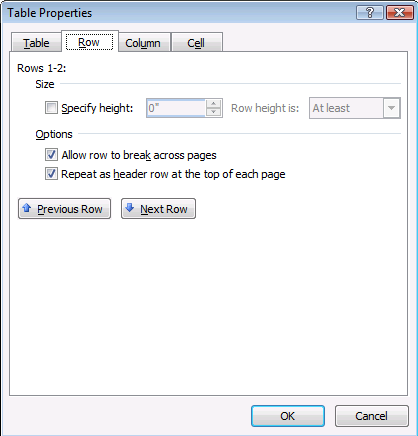 Table Properties
Table Row Column Cell
Rows 1-2:
Size
Specify height: 0" Row height is: At least
Options
Allow row to break across pages
Repeat as header row at the top of each page
Previous Row Next Row
OK Cancel